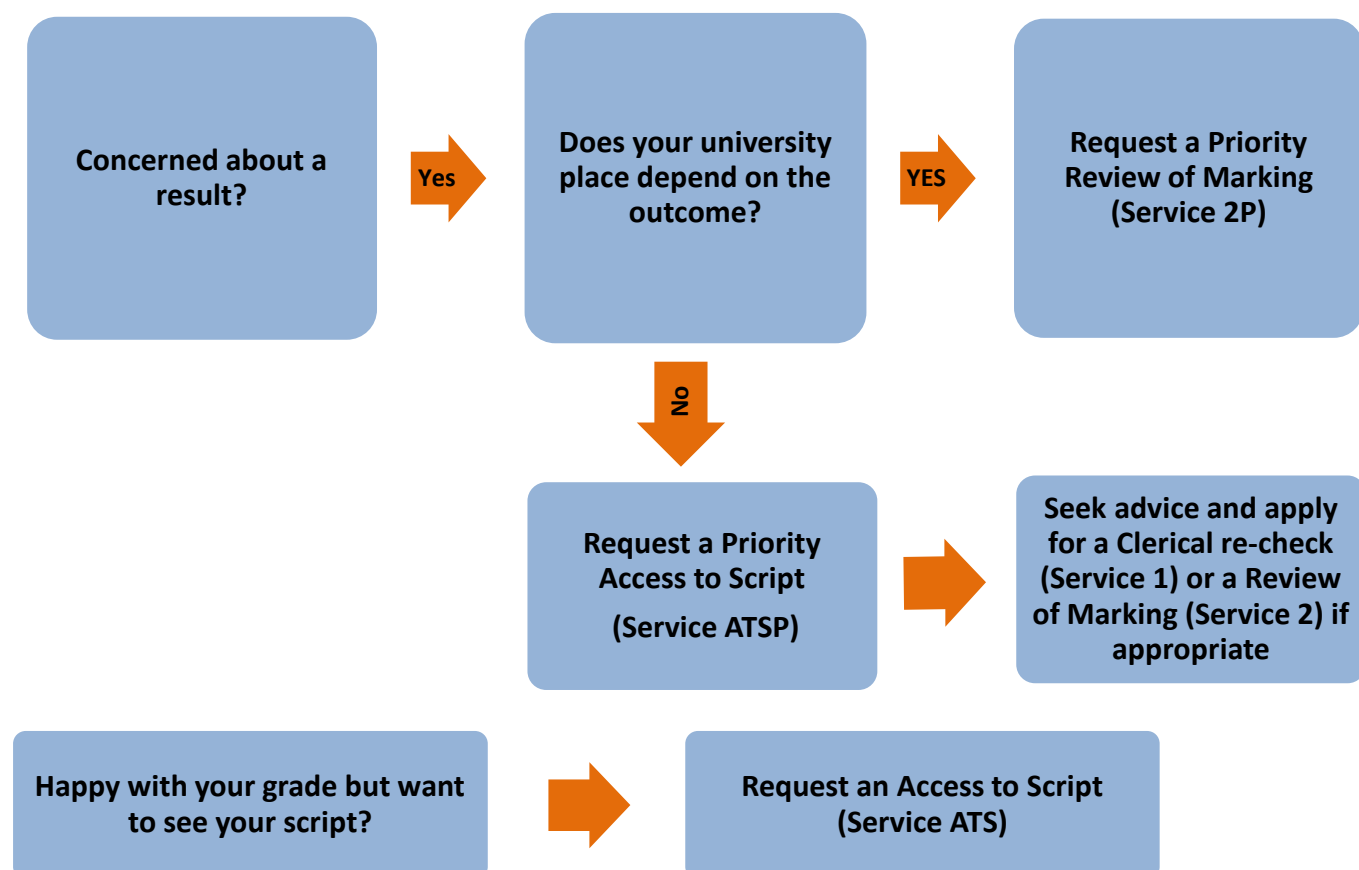 Concerned about a
result?
Yes
Does your university
place depend on the
outcome?
YES
Request a Priority
Review of Marking
(Service 2P)
No
Request a Priority
Access to Script
(Service ATSP)
Seek advice and apply
for a Clerical re-check
(Service 1) or a Review
of Marking (Service 2) if
appropriate
Happy with your grade but want
to see your script?
Request an Access to Script
(Service ATS)